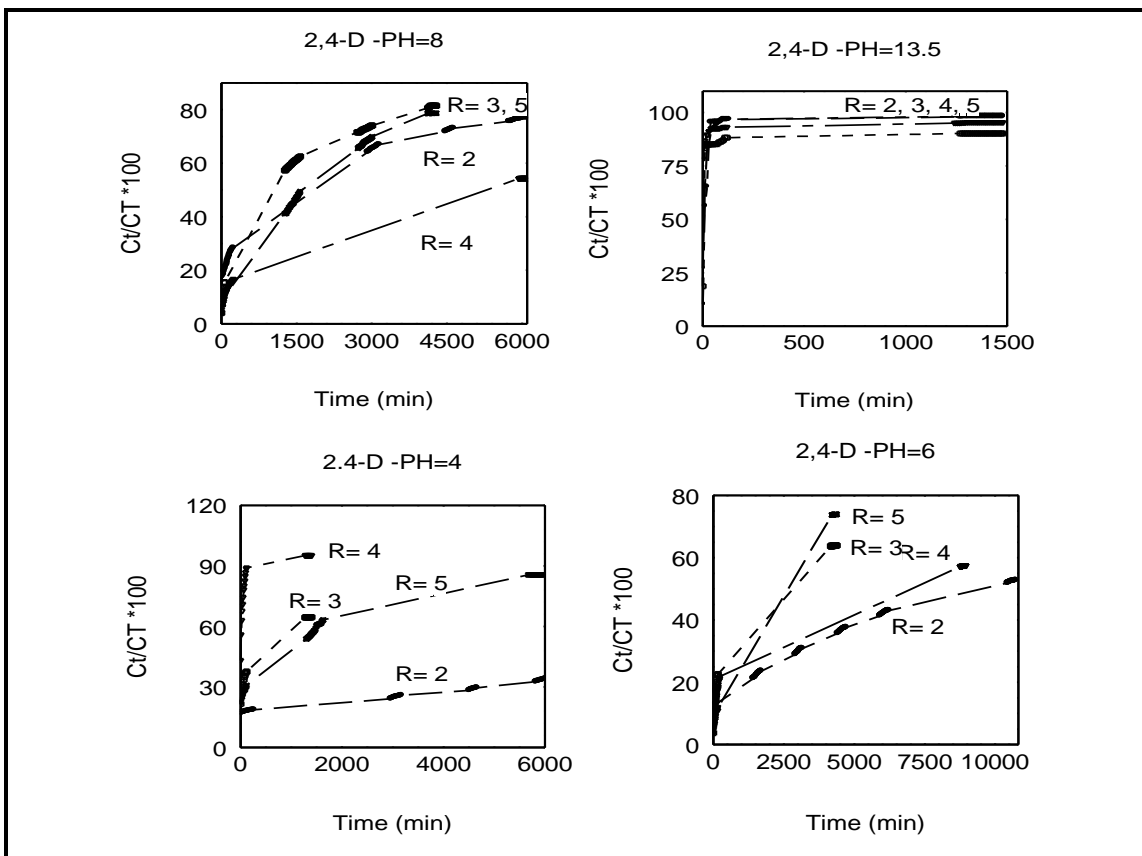 2,4-D -PH=8
80
60
40
20
0
Ct/CT *100
R= 3, 5
R= 2
R= 4
0 1500 3000 4500 6000
Time (min)
2,4-D -PH=13.5
100
75
50
25
0
Ct/CT *100
R= 2, 3, 4, 5
0 500 1000 1500
Time (min)
2.4-D -PH=4
120
90
60
30
0
Ct/CT *100
R= 4
R= 3
R= 5
R= 2
0 2000 4000 6000
Time (min)
2,4-D -PH=6
80
60
40
20
0
Ct/CT *100
R= 5
R= 3
R= 4
R= 2
0 2500 5000 7500 10000
Time (min)